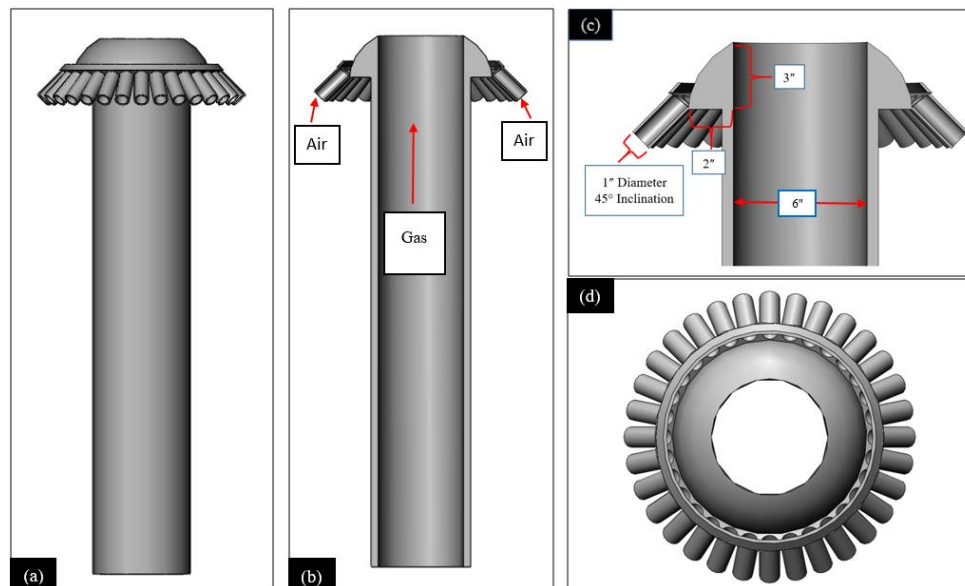 (a)
(b)
Air
Air
Gas
(c)
3"
2"
1" Diameter
45° Inclination
6"
(d)